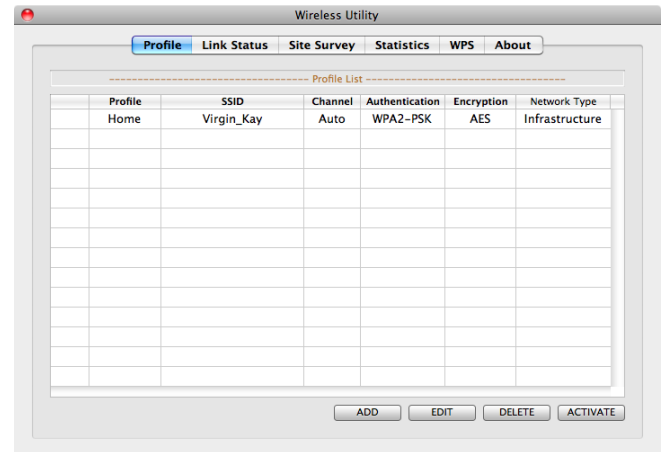 Wireless Utility
Profile Link Status Site Survey Statistics WPS About
---------------------------------- Profile List ----------------------------------
Profile SSID Channel Authentication Encryption Network Type
Home Virgin_Kay Auto WPA2-PSK AES Infrastructure
ADD EDIT DELETE ACTIVATE